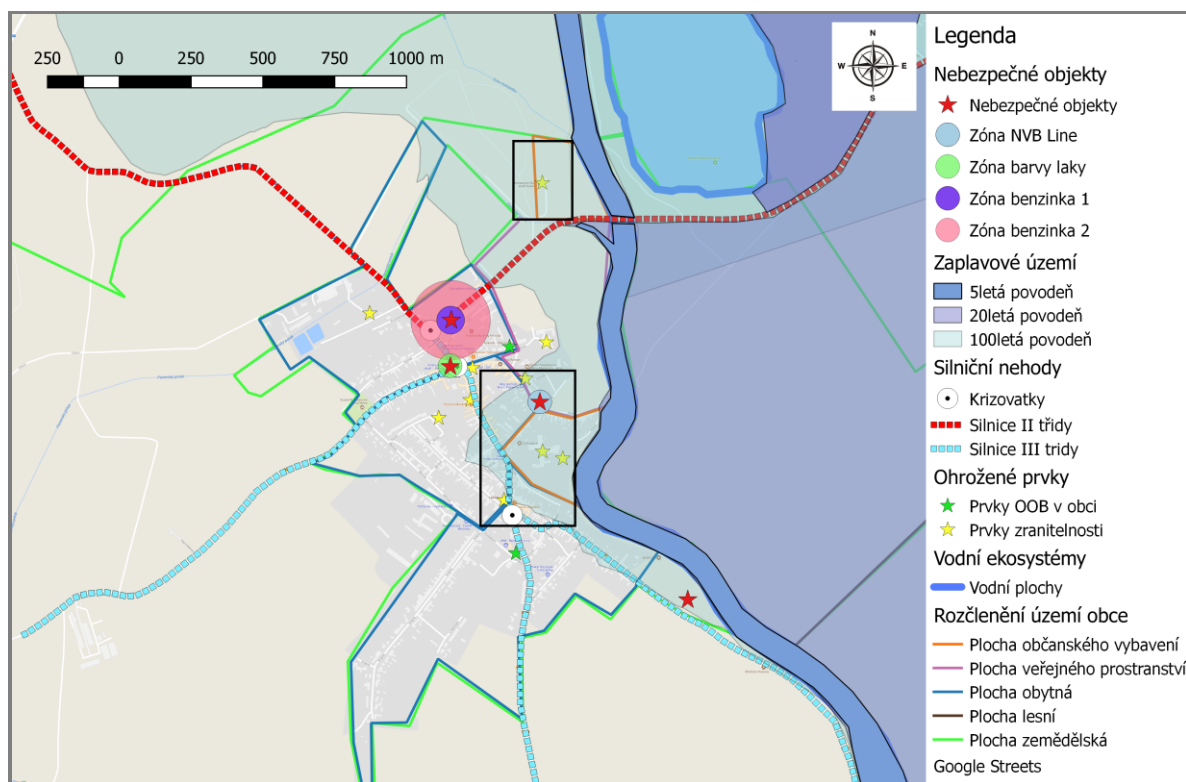 250 0 250 500 750 1000 m
N
W E
S
Legenda
Nebezpečné objekty
Nebezpečné objekty
Zóna NVB Line
Zóna barvy laky
Zóna benzinka 1
Zóna benzinka 2
Zaplavové území
5letá povodeň
20letá povodeň
100letá povodeň
Silniční nehody
Krizovatky
Silnice II třídy
Silnice III tridy
Ohrožené prvky
Prvky OOB v obci
Prvky zranitelnosti
Vodní ekosystémy
Vodní plochy
Rozčlenění území obce
Plocha občanského vybavení
Plocha veřejného prostranství
Plocha obytná
Plocha lesní
Plocha zemědělská
Google Streets